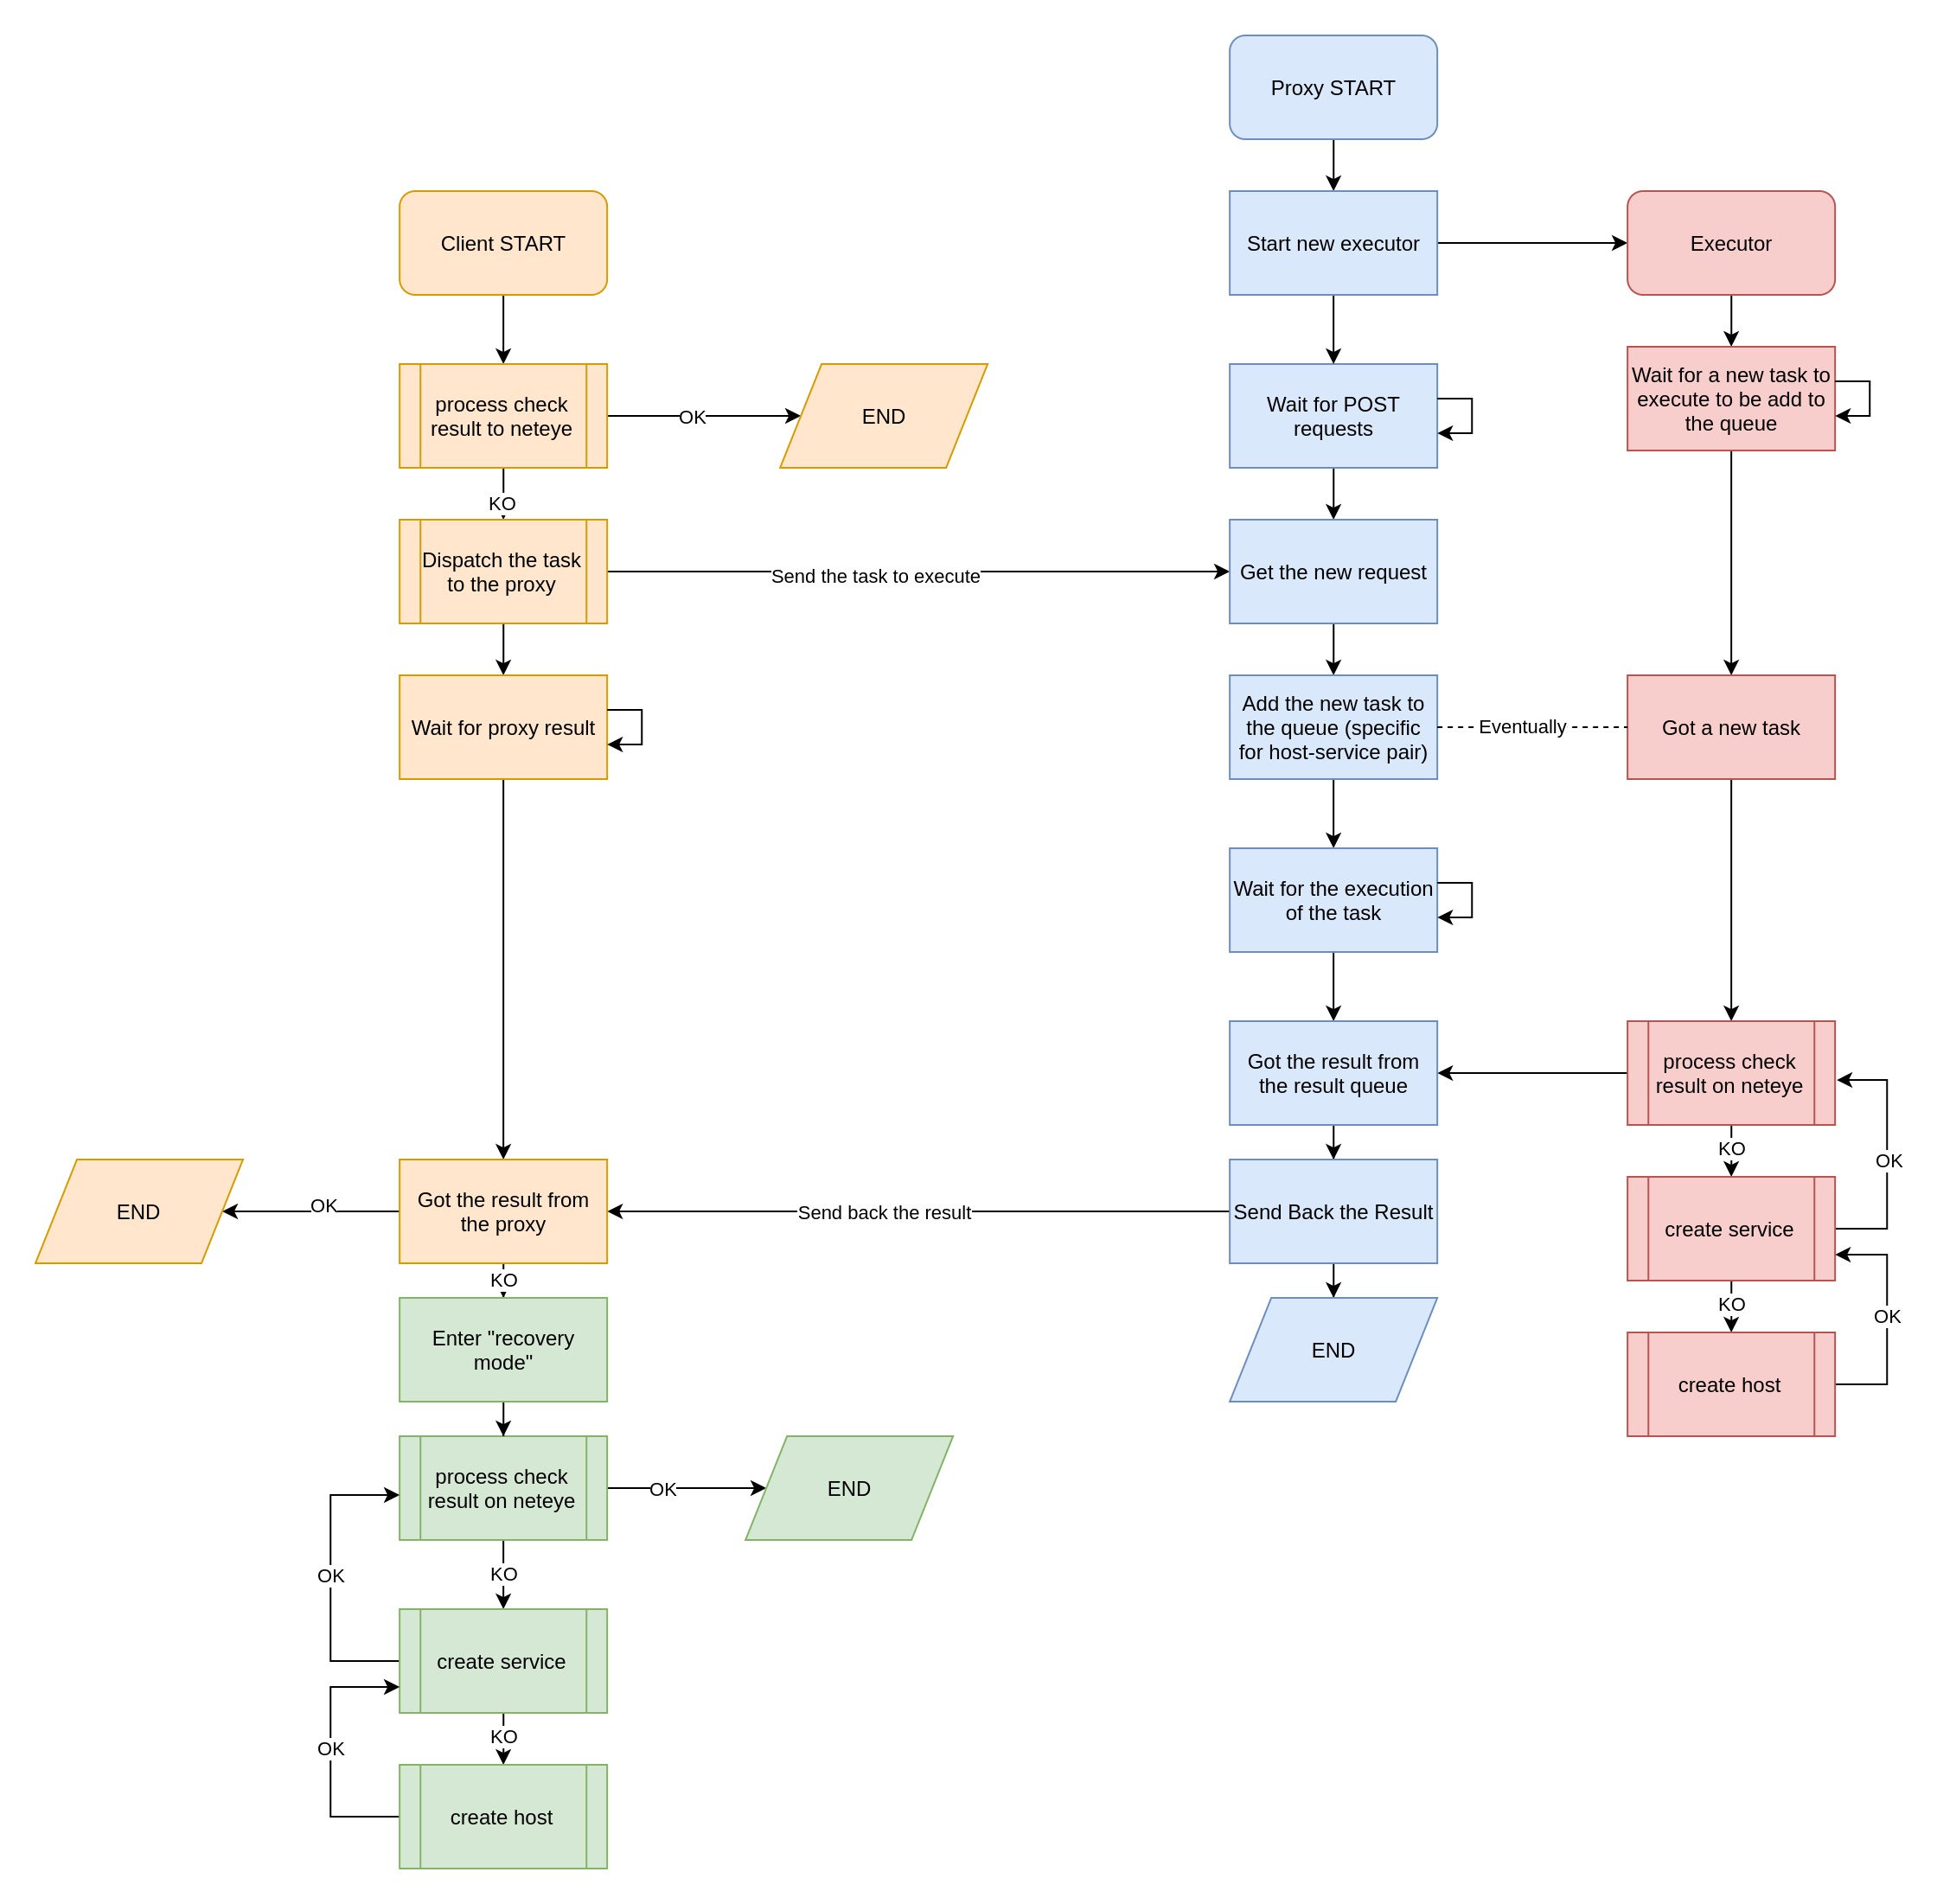 Proxy START
Client START
Start new executor
Executor
process check
result to neteye
OK
END
Wait for POST
requests
Wait for a new task to
execute to be add to
the queue
KO
Dispatch the task
to the proxy
Send the task to execute
Get the new request
Wait for proxy result
Add the new task to
the queue (specific
for host-service pair)
Eventually
Got a new task
Wait for the execution
of the task
Got the result from
the result queue
process check
result on neteye
KO
OK
END
OK
Got the result from
the proxy
Send back the result
Send Back the Result
create service
KO
KO
OK
Enter "recovery
mode"
END
create host
process check
result on neteye
OK
END
KO
OK
create service
KO
OK
create host